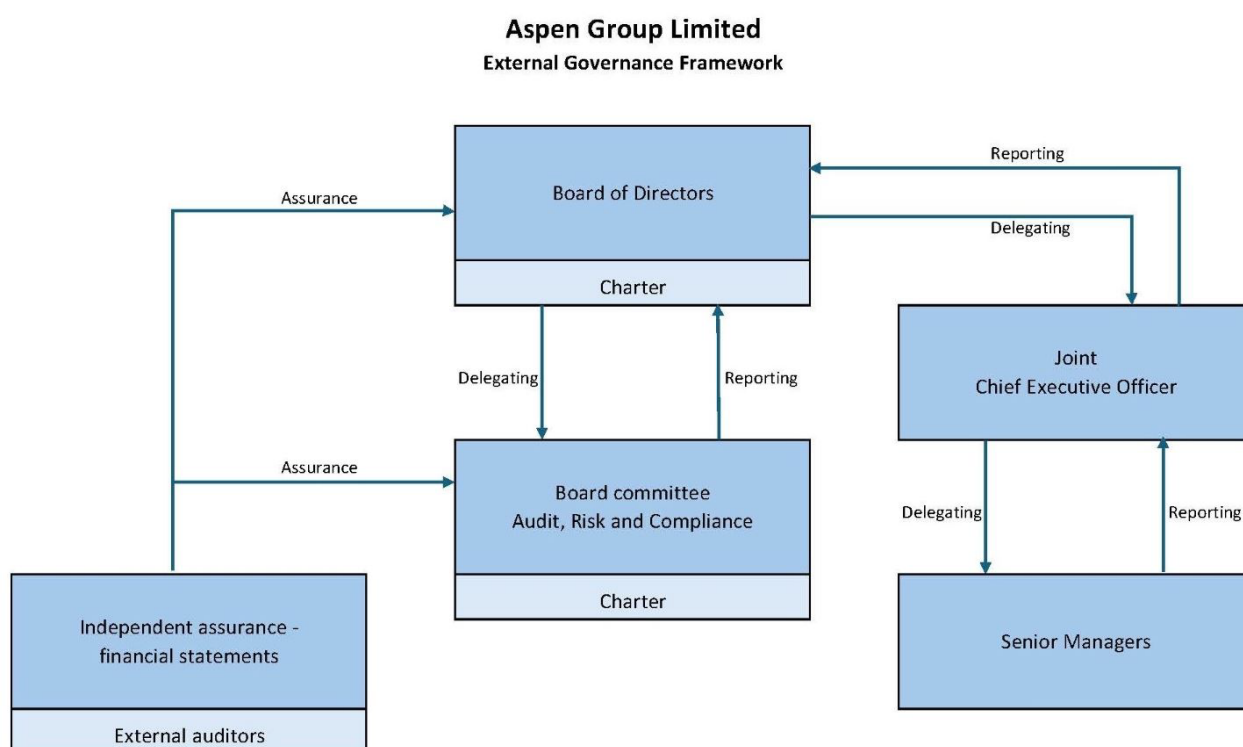 Aspen Group Limited
External Governance Framework
Board of Directors
Charter
Assurance
Reporting
Delegating
Joint
Chief Executive Officer
Delegating
Reporting
Assurance
Board committee
Audit, Risk and Compliance
Charter
Delegating
Reporting
Independent assurance -
financial statements
External auditors
Senior Managers